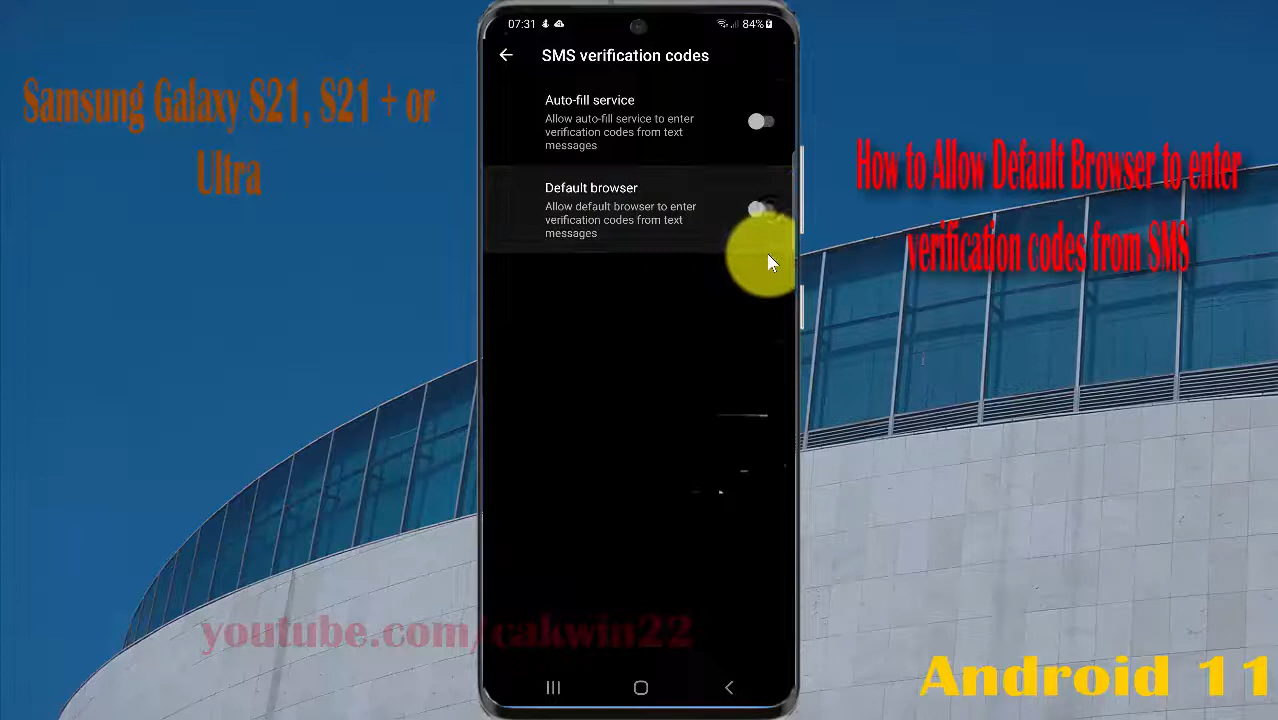 07:31
84%
SMS verification codes
Auto-fill service
Allow auto-fill service to enter
verification codes from text
messages
Default browser
Allow default browser to enter
verification codes from text
messages
Samsung Galaxy S21, S21 + or
Ultra
How to Allow Default Browser to enter
verification codes from SMS
youtube.com/cakwin22
Android 11